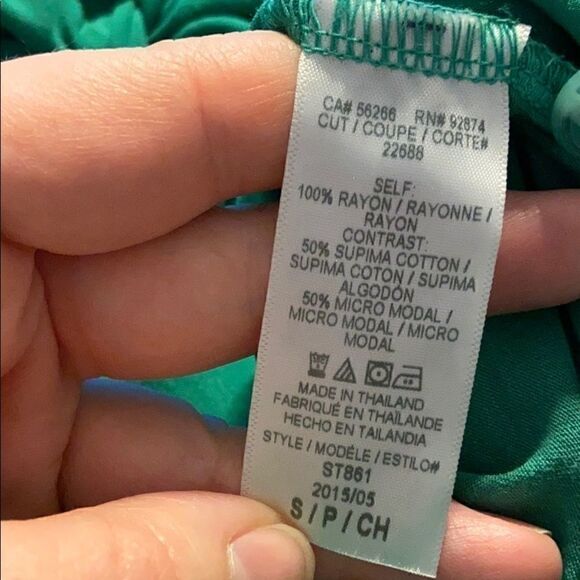 CA# 56266 RN# 92874
CUT / COUPE / CORTE#
22688
SELF:
100% RAYON / RAYONNE /
RAYON
CONTRAST:
50% SUPIMA COTTON /
SUPIMA COTON / SUPIMA
ALGODÓN
50% MICRO MODAL /
MICRO MODAL / MICRO
MODAL
MADE IN THAILAND
FABRIQUÉ EN THAÏLANDE
HECHO EN TAILANDIA
STYLE / MODÈLE / ESTILO#
ST861
2015/05
S / P / CH